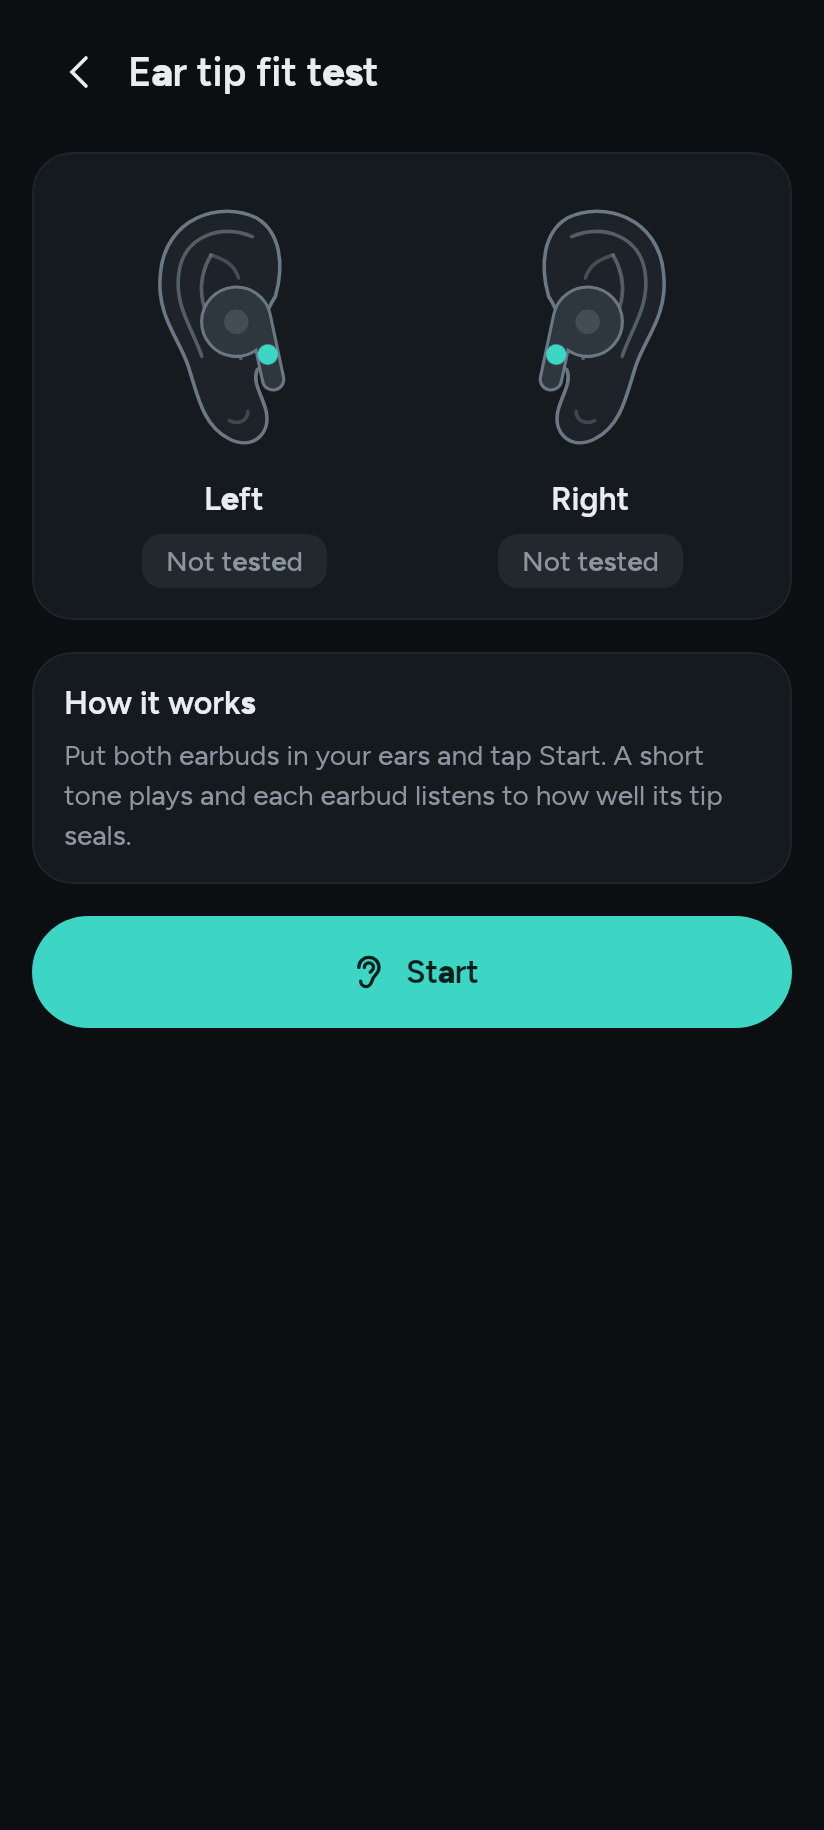 Ear tip fit test
Left
Right
Not tested
Not tested
How it works
Put both earbuds in your ears and tap Start. A short
tone plays and each earbud listens to how well its tip
seals.
Start